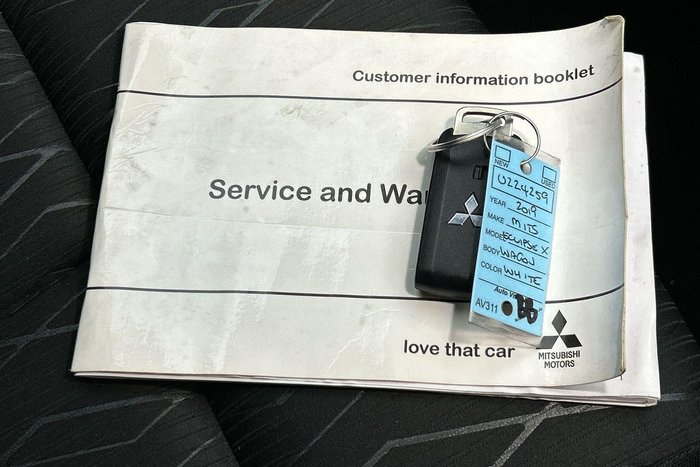 Customer information booklet
Service and Wa
NEW
USED
U224259
YEAR 2019
MAKE MITS
MODEL ECLIPSE X
BODY WAGON
COLOR WHITE
AV311
love that car
MITSUBISHI
MOTORS